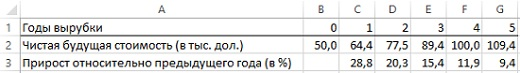 A B C D E F G
1 Годы вырубки 0 1 2 3 4 5
2 Чистая будущая стоимость (в тыс. дол.) 50,0 64,4 77,5 89,4 100,0 109,4
3 Прирост относительно предыдущего года (в %) 28,8 20,3 15,4 11,9 9,4